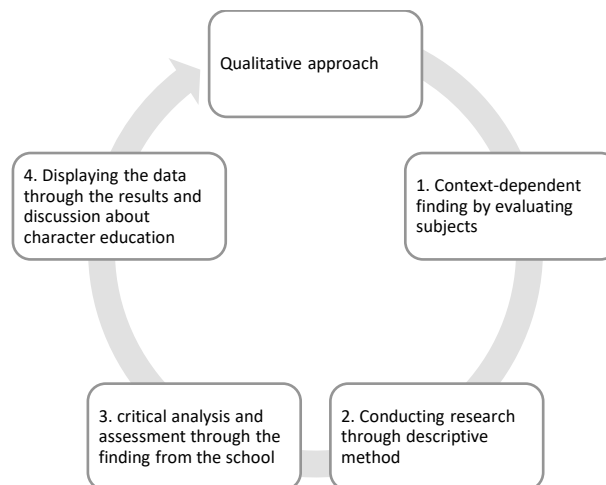 Qualitative approach
1. Context-dependent
finding by evaluating
subjects
2. Conducting research
through descriptive
method
3. critical analysis and
assessment through the
finding from the school
4. Displaying the data
through the results and
discussion about
character education